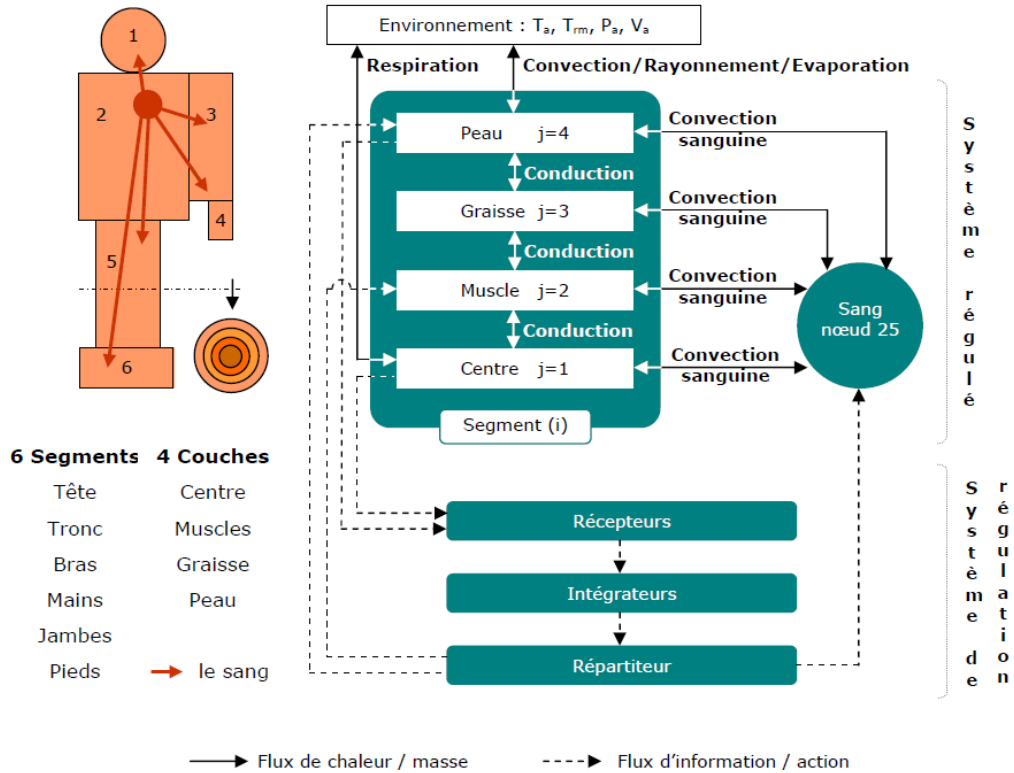 Environnement : Ta, Trm, Pa, Va
Respiration
Convection/Rayonnement/Evaporation
1
2
3
4
5
6
Peau j=4
Convection
sanguine
Conduction
Graisse j=3
Convection
sanguine
Conduction
Muscle j=2
Convection
sanguine
Conduction
Centre j=1
Convection
sanguine
Sang
nœud 25
Segment (i)
Système régulé
6 Segments
Tête
Tronc
Bras
Mains
Jambes
Pieds
4 Couches
Centre
Muscles
Graisse
Peau
le sang
Récepteurs
Intégrateurs
Répartiteur
Système de
régulation
Flux de chaleur / masse
Flux d'information / action